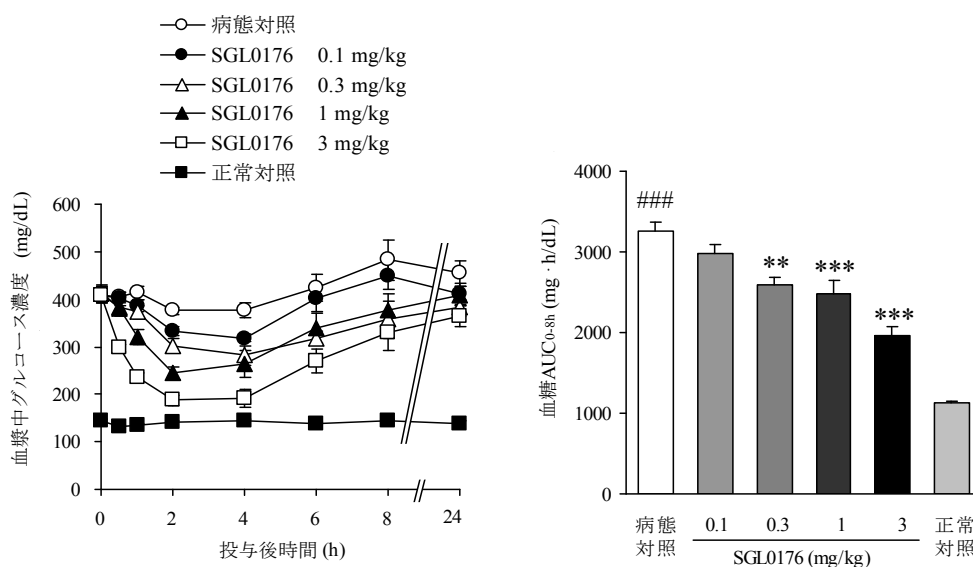 病態対照
SGL0176 0.1 mg/kg
SGL0176 0.3 mg/kg
SGL0176 1 mg/kg
SGL0176 3 mg/kg
正常対照
血漿中グルコース濃度 (mg/dL)
600
500
400
300
200
100
0
0 2 4 6 8 24
投与後時間 (h)
血糖AUC0-8h (mg・h/dL)
4000
3000
2000
1000
0
###
**
***
***
病態対照
0.1 0.3 1 3
正常対照
SGL0176 (mg/kg)